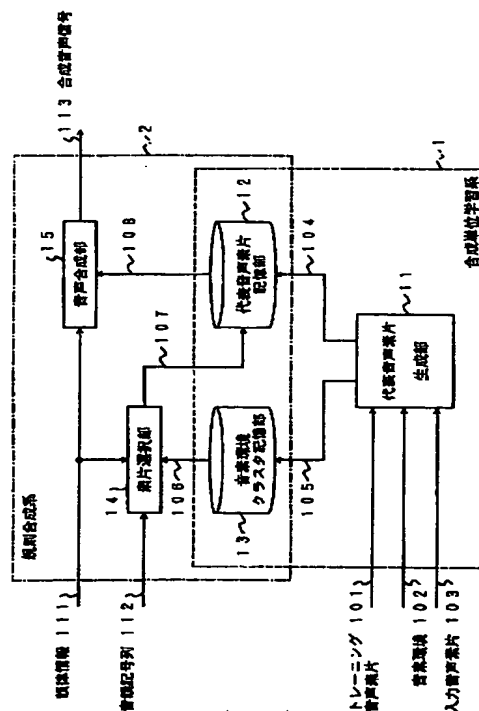 113 合成音声信号
2
規則合成系
15
音声合成部
108
107
14
素片選択部
106
韻律情報 111
音韻記号列 112
12
代表音声素片
記憶部
13
音素環境
クラスタ記憶部
104
105
1
合成単位学習系
11
代表音声素片
生成部
トレーニング 101
音声素片
音素環境 102
入力音声素片 103